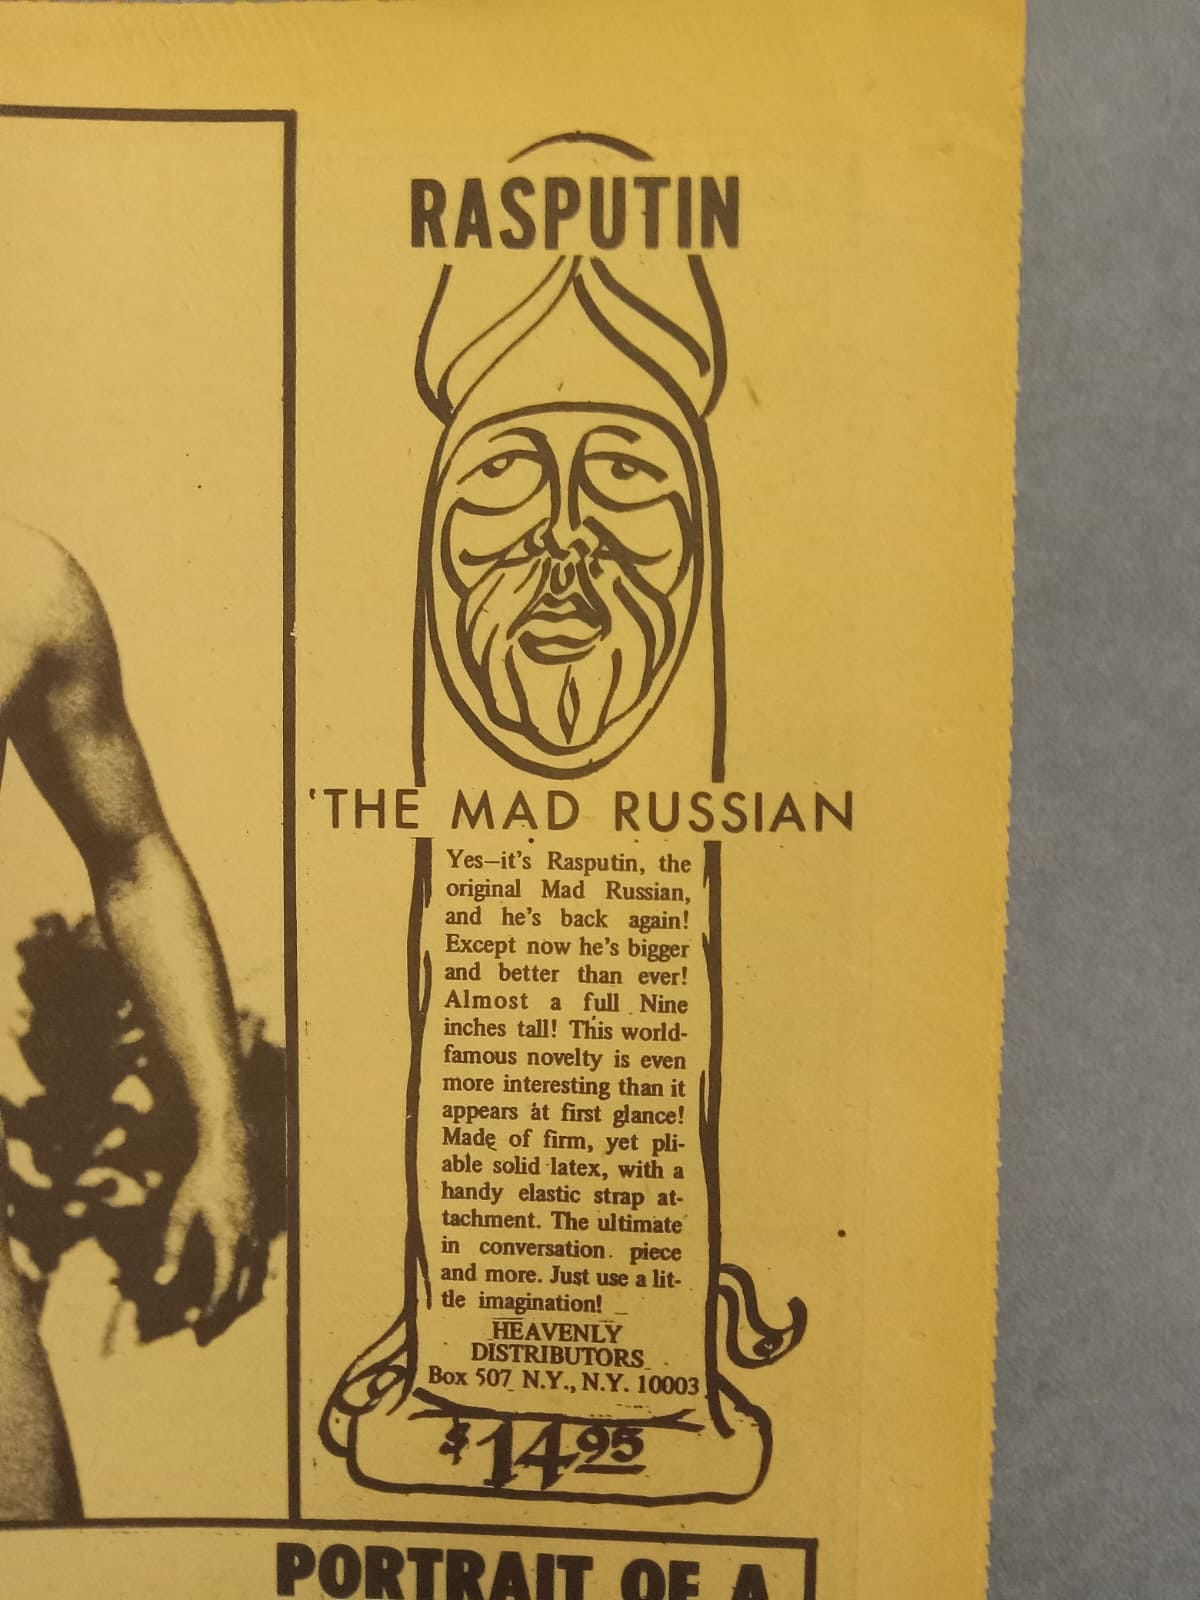 RASPUTIN
'THE MAD RUSSIAN
Yes—it's Rasputin, the
original Mad Russian,
and he's back again!
Except now he's bigger
and better than ever!
Almost a full Nine
inches tall! This world-
famous novelty is even
more interesting than it
appears at first glance!
Made of firm, yet pli-
able solid latex, with a
handy elastic strap at-
tachment. The ultimate
in conversation piece
and more. Just use a lit-
tle imagination!
HEAVENLY
DISTRIBUTORS
Box 507 N.Y., N.Y. 10003
$14.95
PORTRAIT OF A